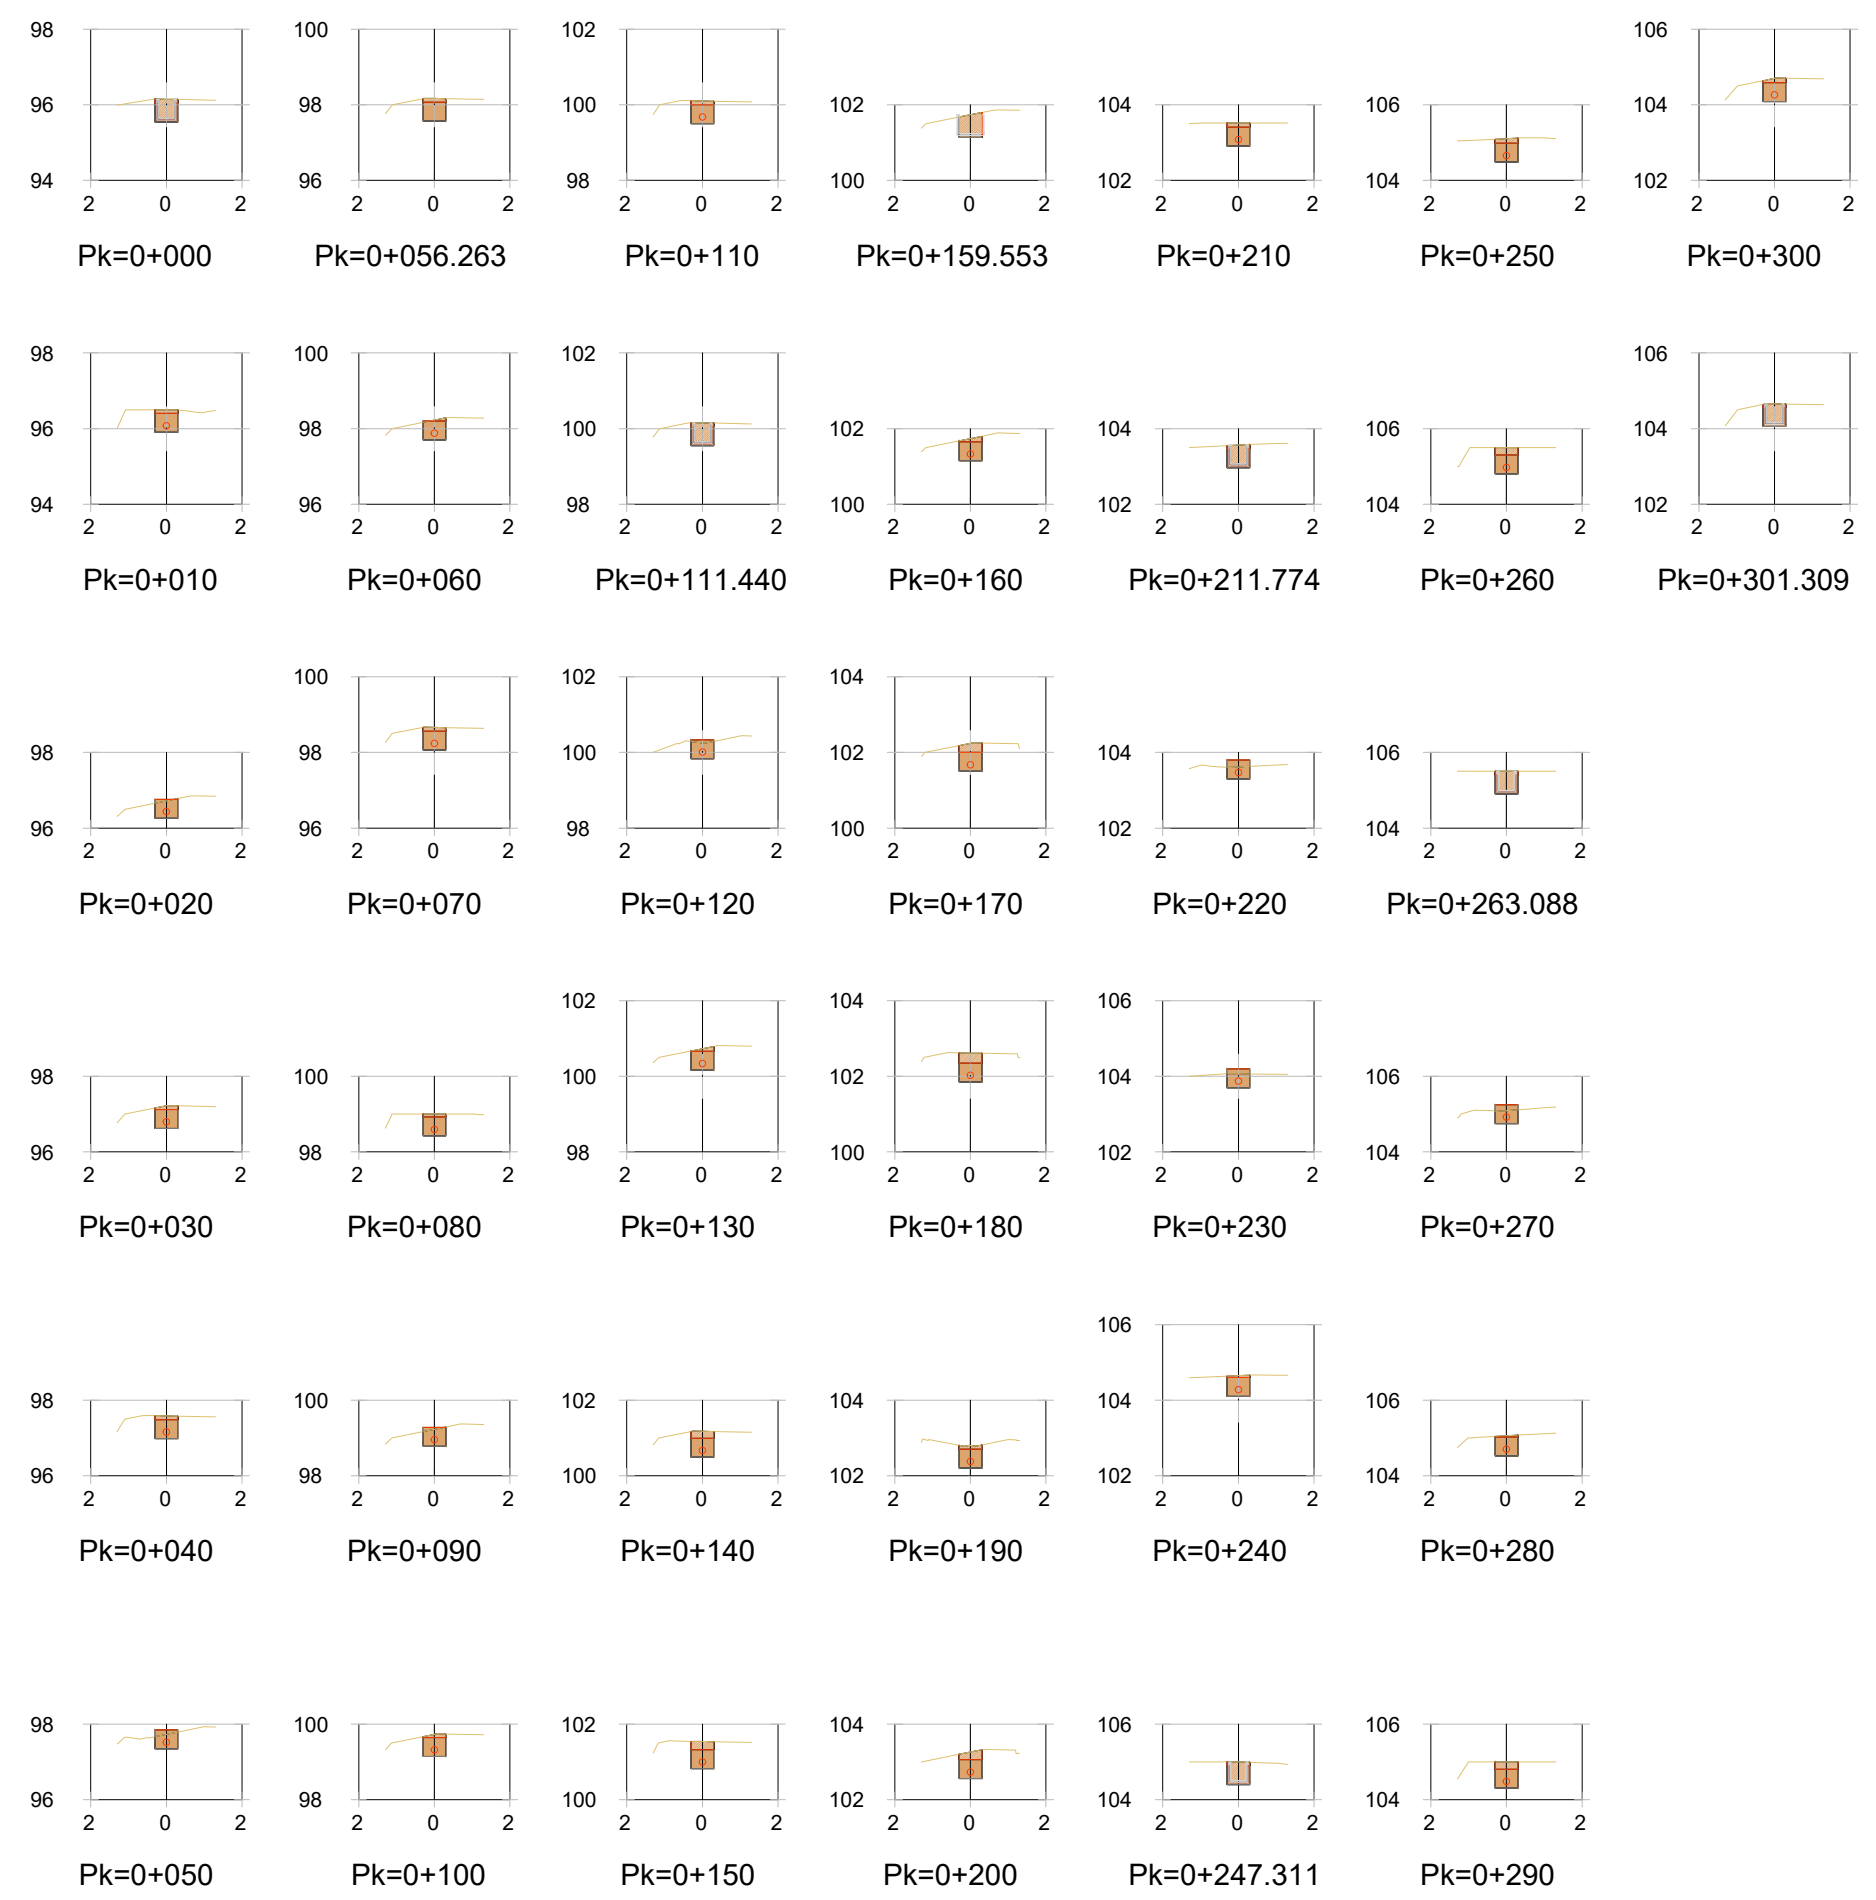 98 100 102 106
102 104 106
96 98 100 104
94 96 98 100 102 104 102
2 0 2 2 0 2 2 0 2 2 0 2 2 0 2 2 0 2 2 0 2
Pk=0+000 Pk=0+056.263 Pk=0+110 Pk=0+159.553 Pk=0+210 Pk=0+250 Pk=0+300
98 100 102 106
96 98 100 102 104 106 104
94 96 98 100 102 104 102
2 0 2 2 0 2 2 0 2 2 0 2 2 0 2 2 0 2 2 0 2
Pk=0+010 Pk=0+060 Pk=0+111.440 Pk=0+160 Pk=0+211.774 Pk=0+260 Pk=0+301.309
100 102 104
98 98 100 102 104 106
96 96 98 100 102 104
2 0 2 2 0 2 2 0 2 2 0 2 2 0 2 2 0 2
Pk=0+020 Pk=0+070 Pk=0+120 Pk=0+170 Pk=0+220 Pk=0+263.088
102 104 106
98 100 100 102 104 106
96 98 98 100 102 104
2 0 2 2 0 2 2 0 2 2 0 2 2 0 2 2 0 2
Pk=0+030 Pk=0+080 Pk=0+130 Pk=0+180 Pk=0+230 Pk=0+270
106
98 100 102 104 104 106
96 98 100 102 102 104
2 0 2 2 0 2 2 0 2 2 0 2 2 0 2 2 0 2
Pk=0+040 Pk=0+090 Pk=0+140 Pk=0+190 Pk=0+240 Pk=0+280
98 100 102 104 106 106
96 98 100 102 104 104
2 0 2 2 0 2 2 0 2 2 0 2 2 0 2 2 0 2
Pk=0+050 Pk=0+100 Pk=0+150 Pk=0+200 Pk=0+247.311 Pk=0+290